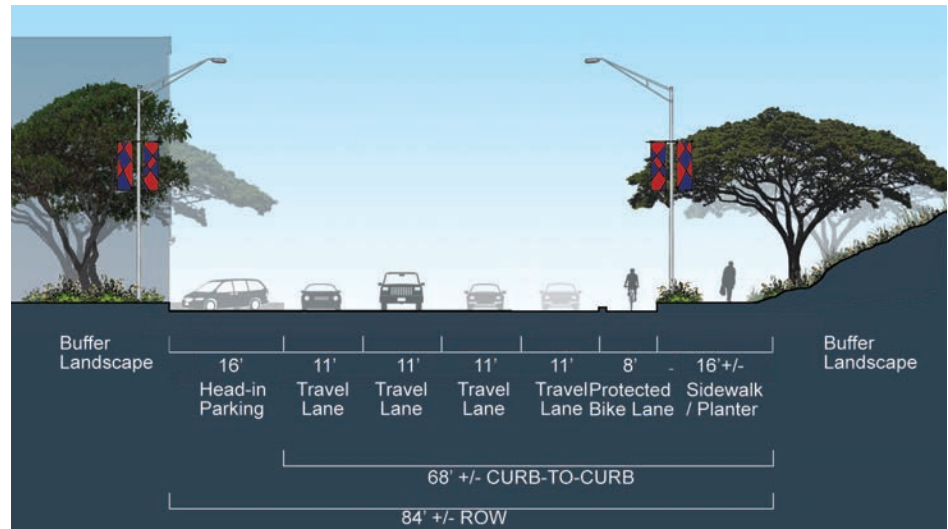 Buffer
Landscape
16'
Head-in
Parking
11'
Travel
Lane
11'
Travel
Lane
11'
Travel
Lane
11'
Travel
Lane
8'
Protected
Bike Lane
- 16'+/-
Sidewalk
/ Planter
Buffer
Landscape
68' +/- CURB-TO-CURB
84' +/- ROW